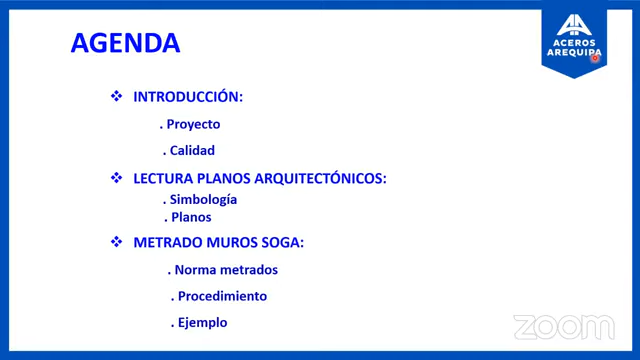 AGENDA
ACEROS
AREQUIPA
❖ INTRODUCCIÓN:
. Proyecto
. Calidad
❖ LECTURA PLANOS ARQUITECTÓNICOS:
. Simbología
. Planos
❖ METRADO MUROS SOGA:
. Norma metrados
. Procedimiento
. Ejemplo
zoom